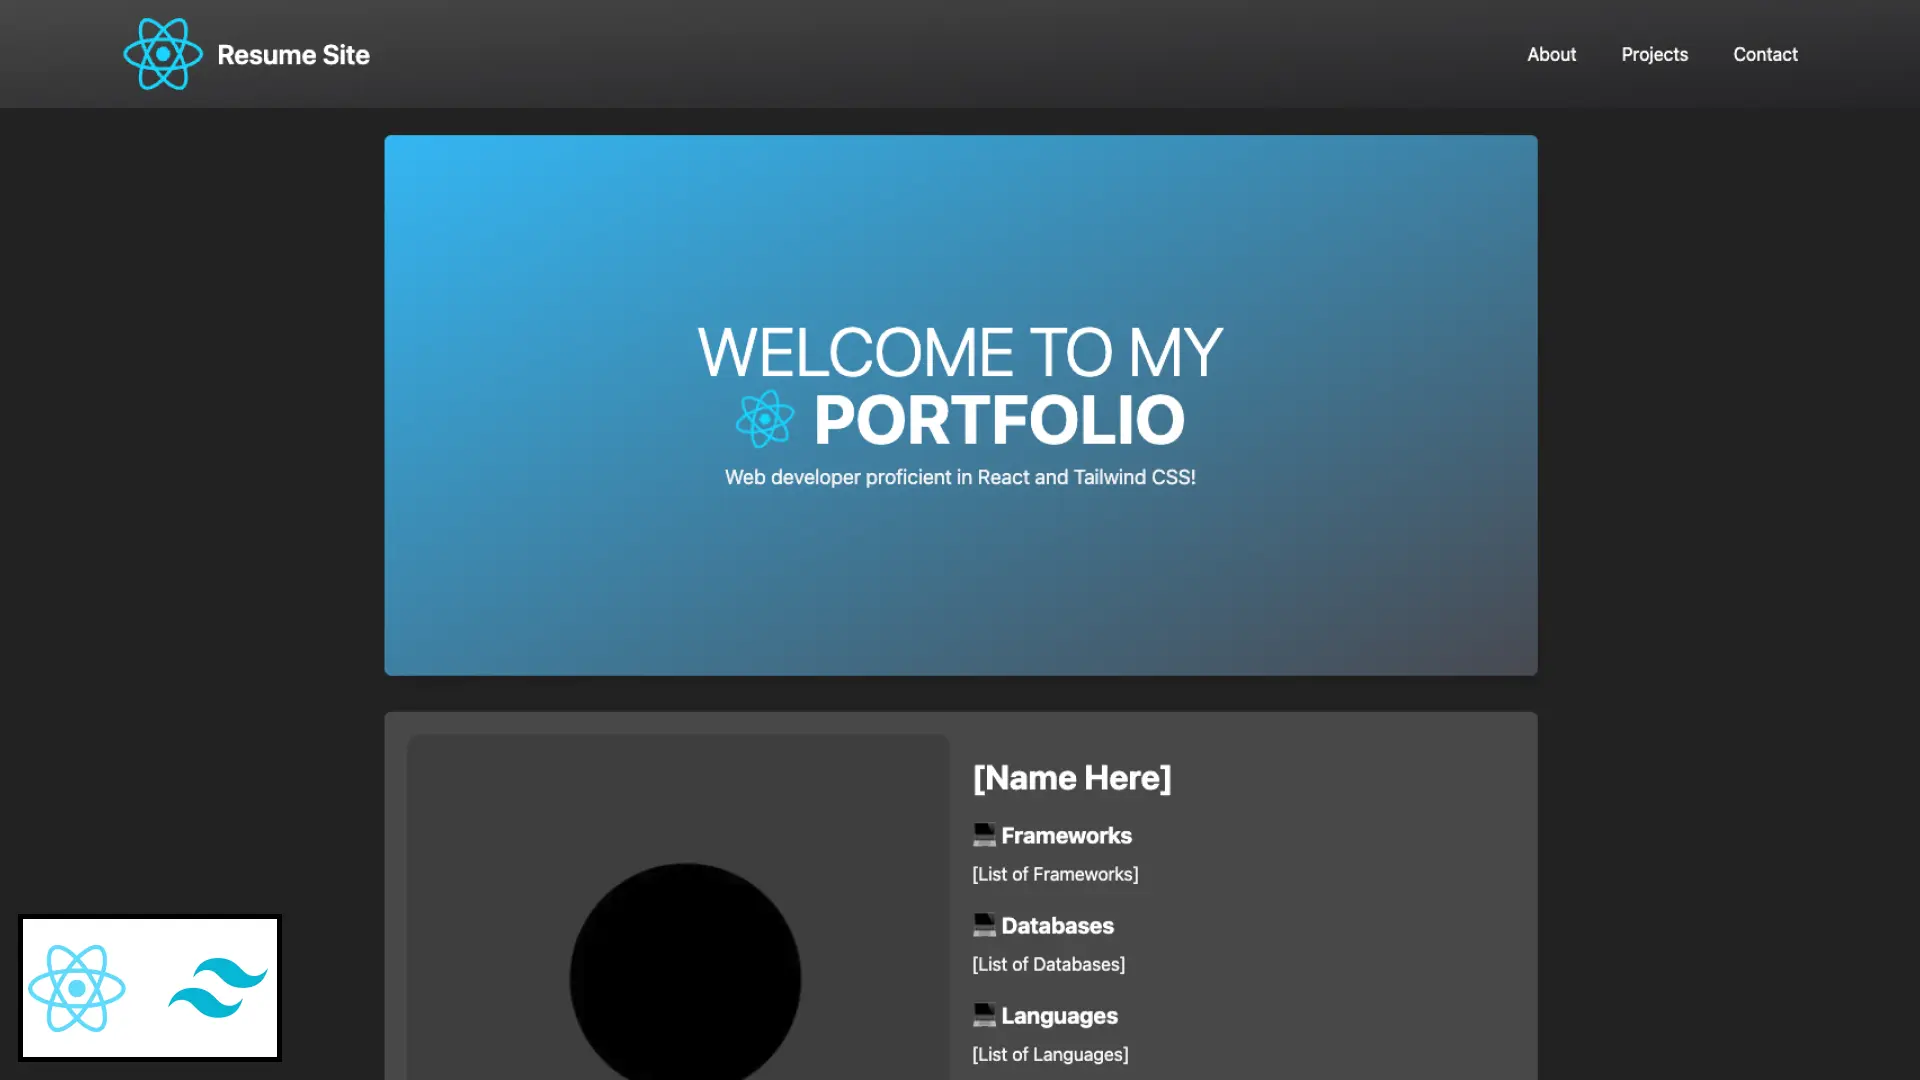 Resume Site
About
Projects
Contact
WELCOME TO MY
PORTFOLIO
Web developer proficient in React and Tailwind CSS!
[Name Here]
Frameworks
[List of Frameworks]
Databases
[List of Databases]
Languages
[List of Languages]